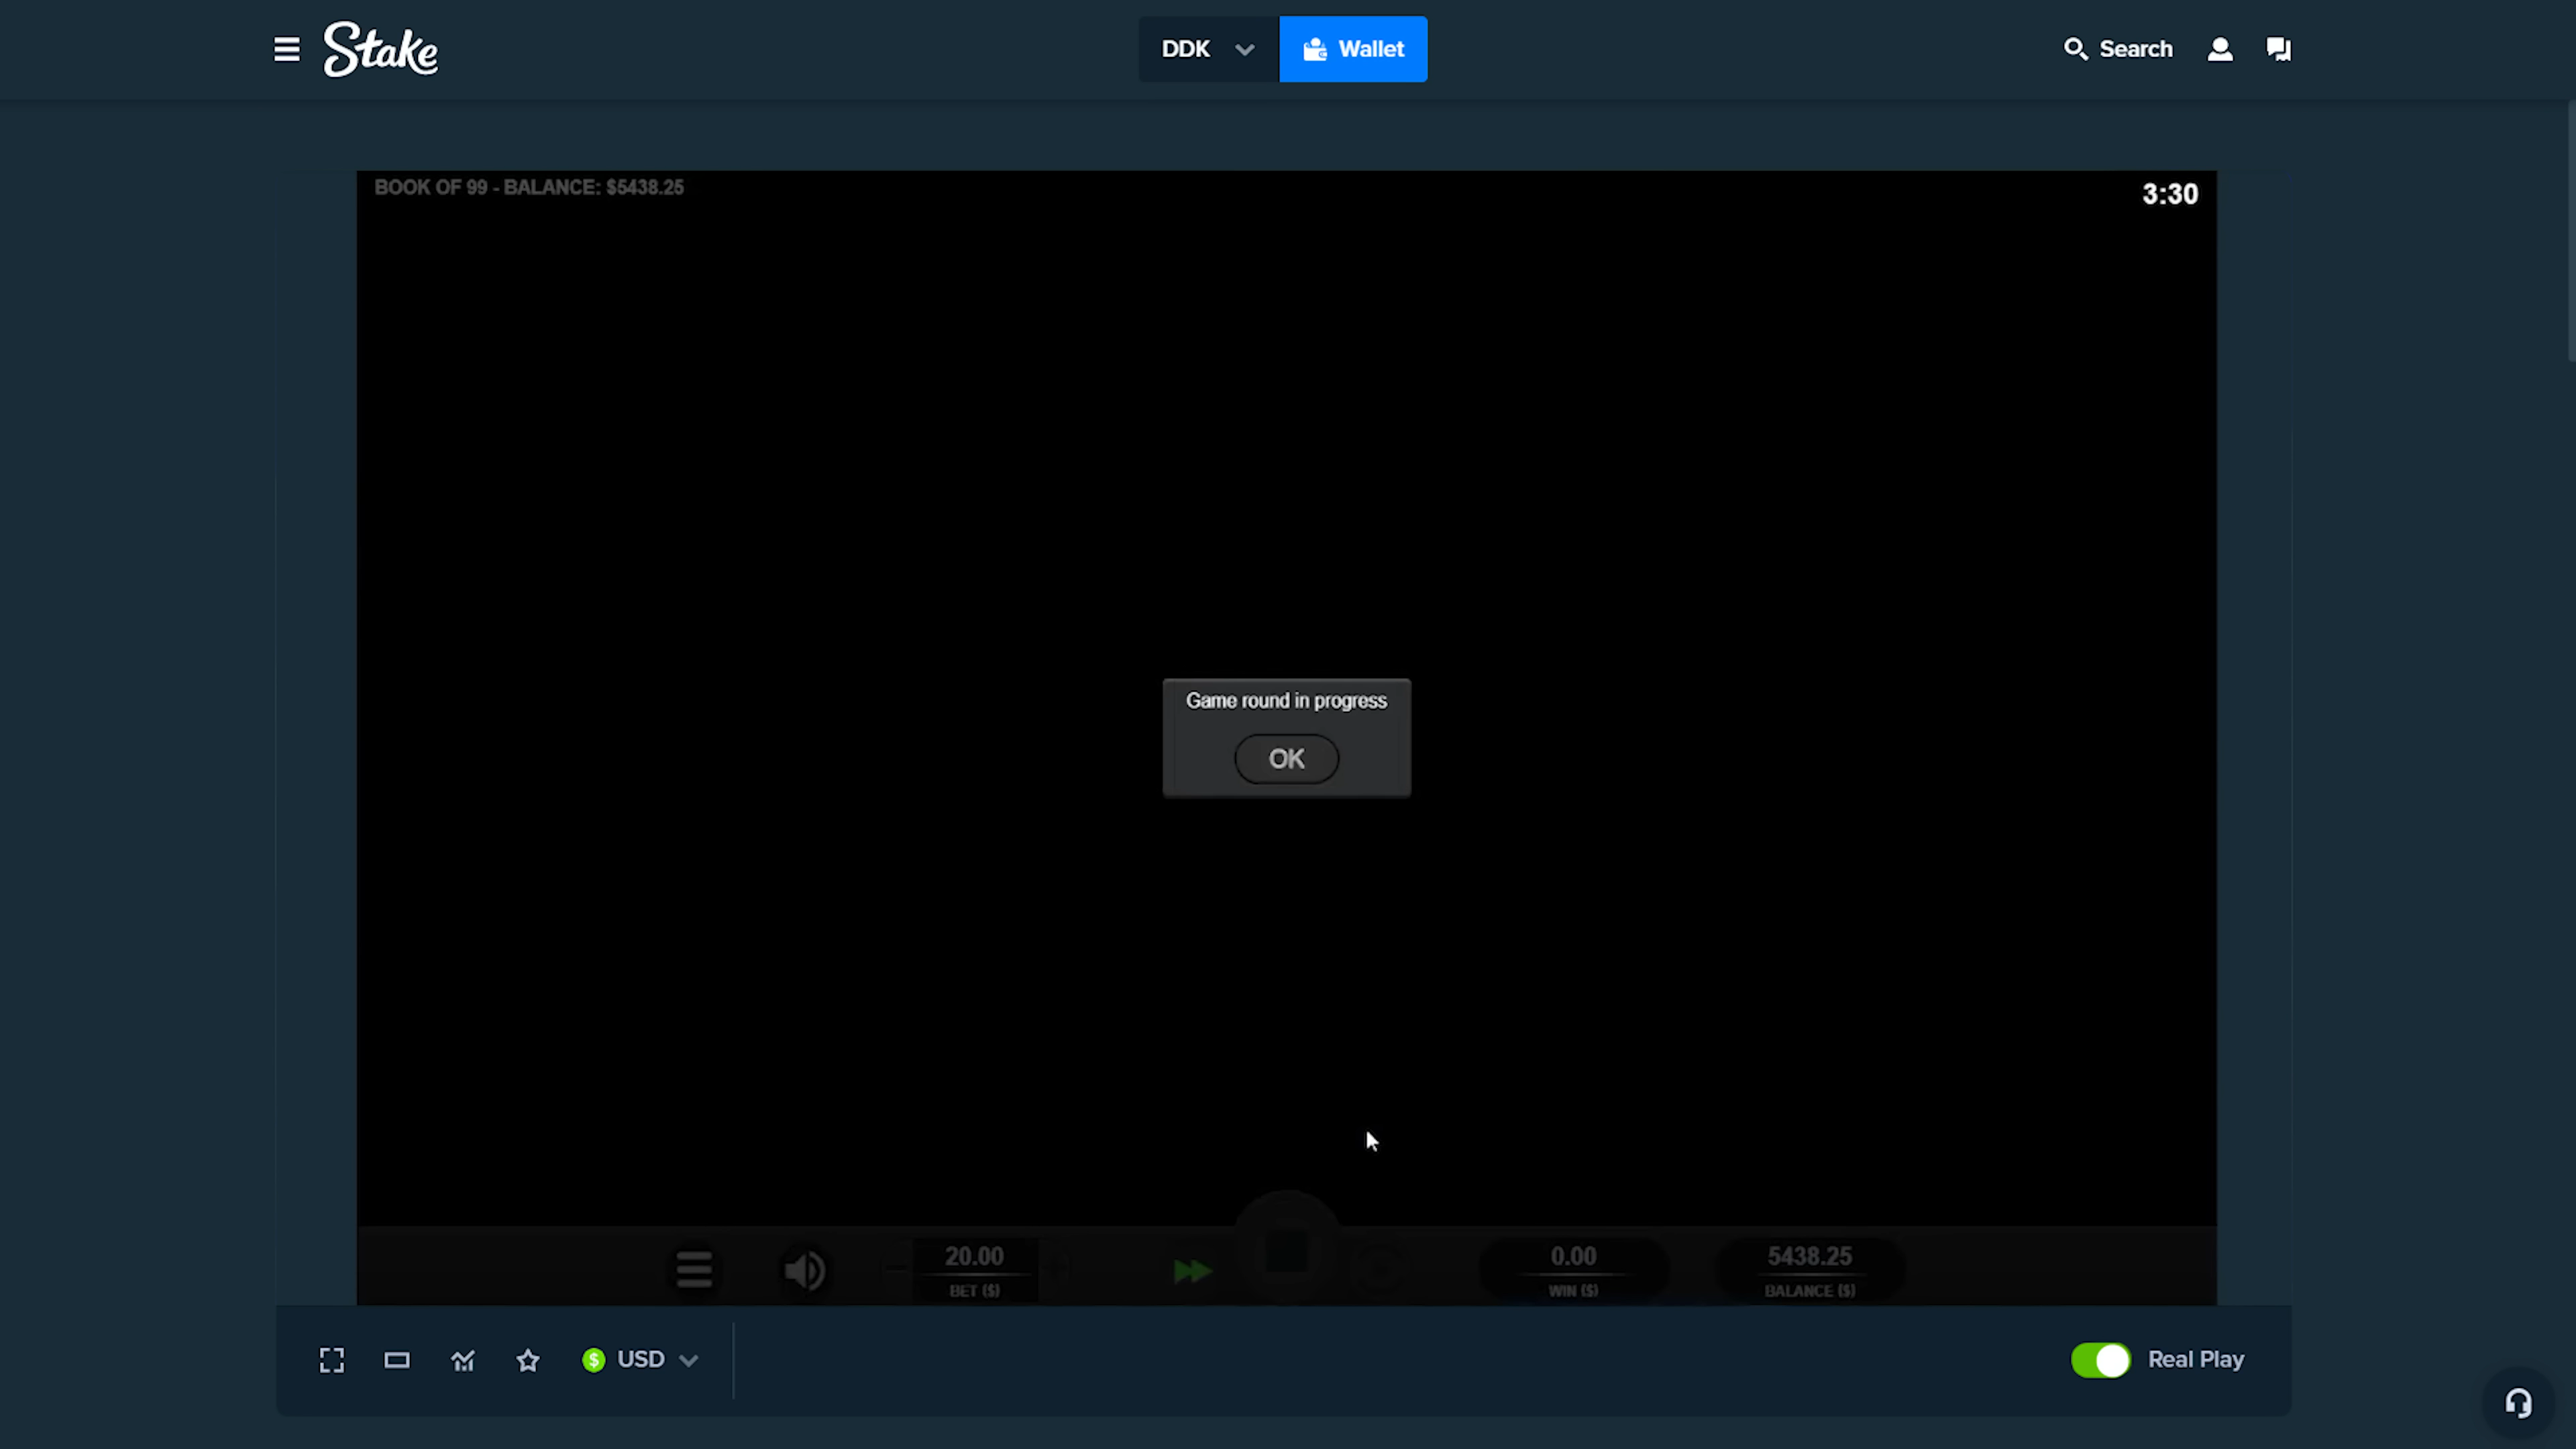 Stake
DDK
Wallet
Search
BOOK OF 99 - BALANCE: $5438.25
3:30
Game round in progress
OK
20.00
BET ($)
0.00
WIN ($)
5438.25
BALANCE ($)
$ USD
Real Play